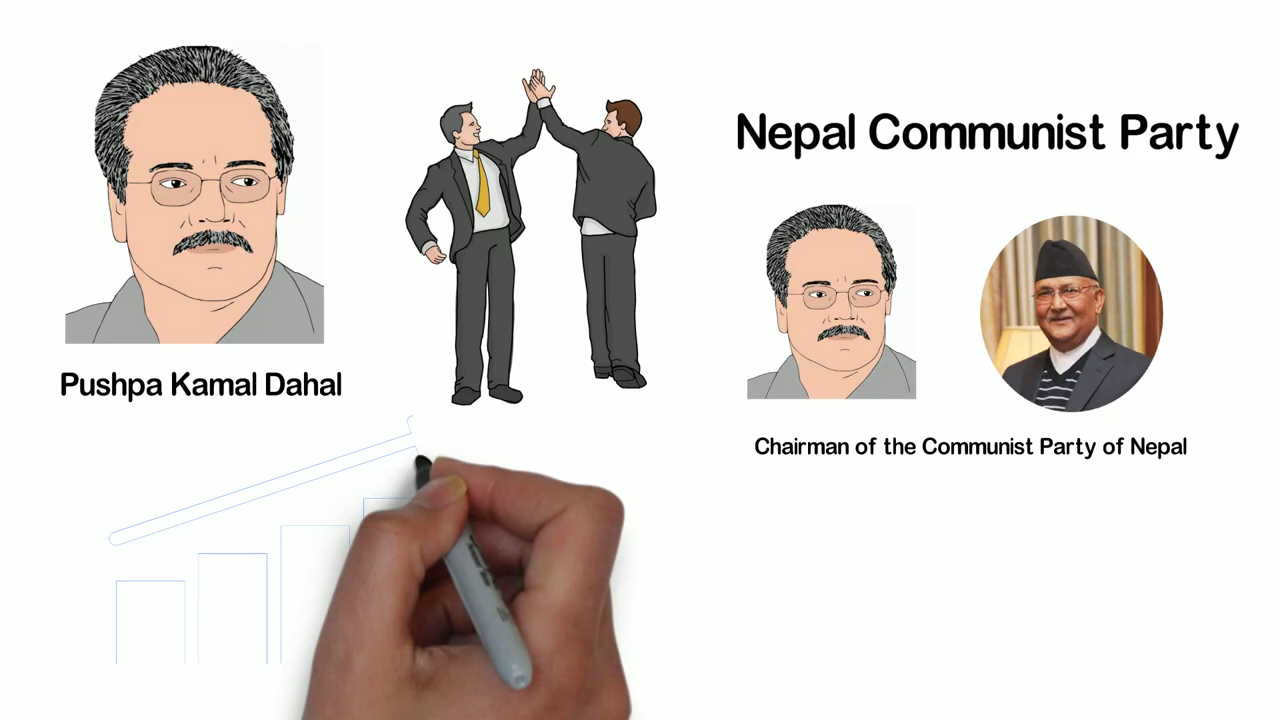 Nepal Communist Party
Pushpa Kamal Dahal
Chairman of the Communist Party of Nepal